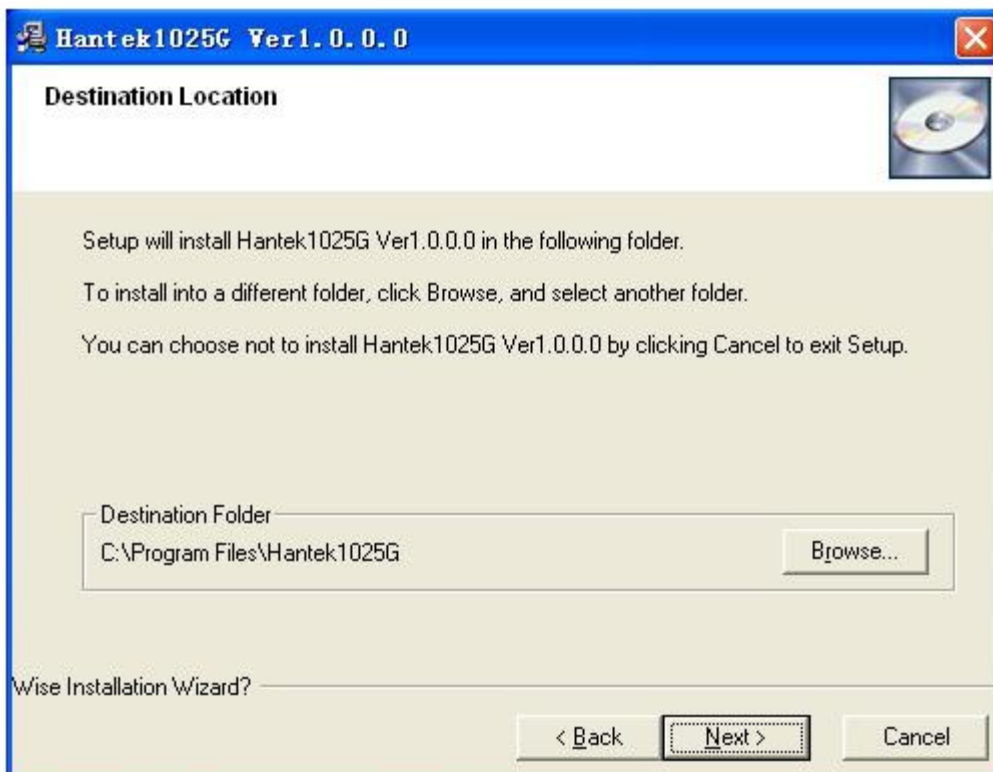 Hantek1025G Ver1.0.0.0
Destination Location
Setup will install Hantek1025G Ver1.0.0.0 in the following folder.
To install into a different folder, click Browse, and select another folder.
You can choose not to install Hantek1025G Ver1.0.0.0 by clicking Cancel to exit Setup.
Destination Folder
C:\Program Files\Hantek1025G
Browse...
Wise Installation Wizard?
< Back Next > Cancel